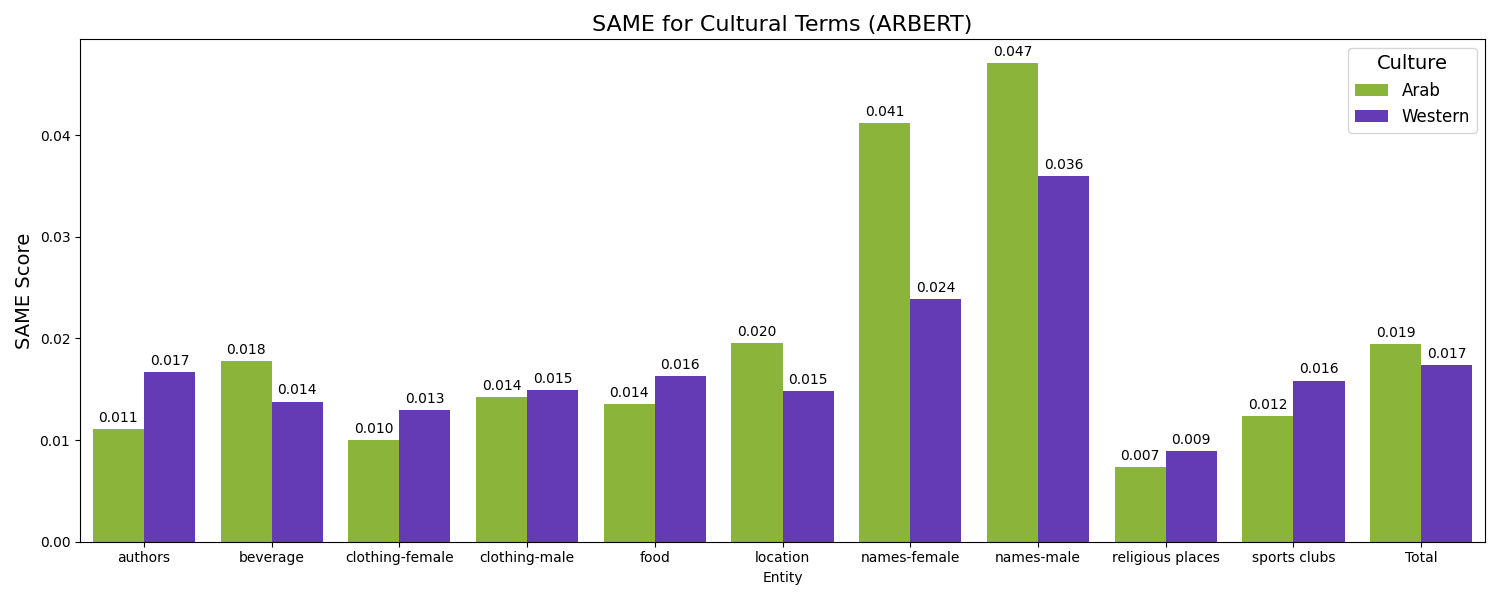 SAME for Cultural Terms (ARBERT)
SAME Score
0.04
0.03
0.02
0.01
0.00
Culture
Arab
Western
0.011
0.017
0.018
0.014
0.010
0.013
0.014
0.015
0.014
0.016
0.020
0.015
0.041
0.024
0.047
0.036
0.007
0.009
0.012
0.016
0.019
0.017
authors
beverage
clothing-female
clothing-male
food
location
names-female
names-male
religious places
sports clubs
Total
Entity